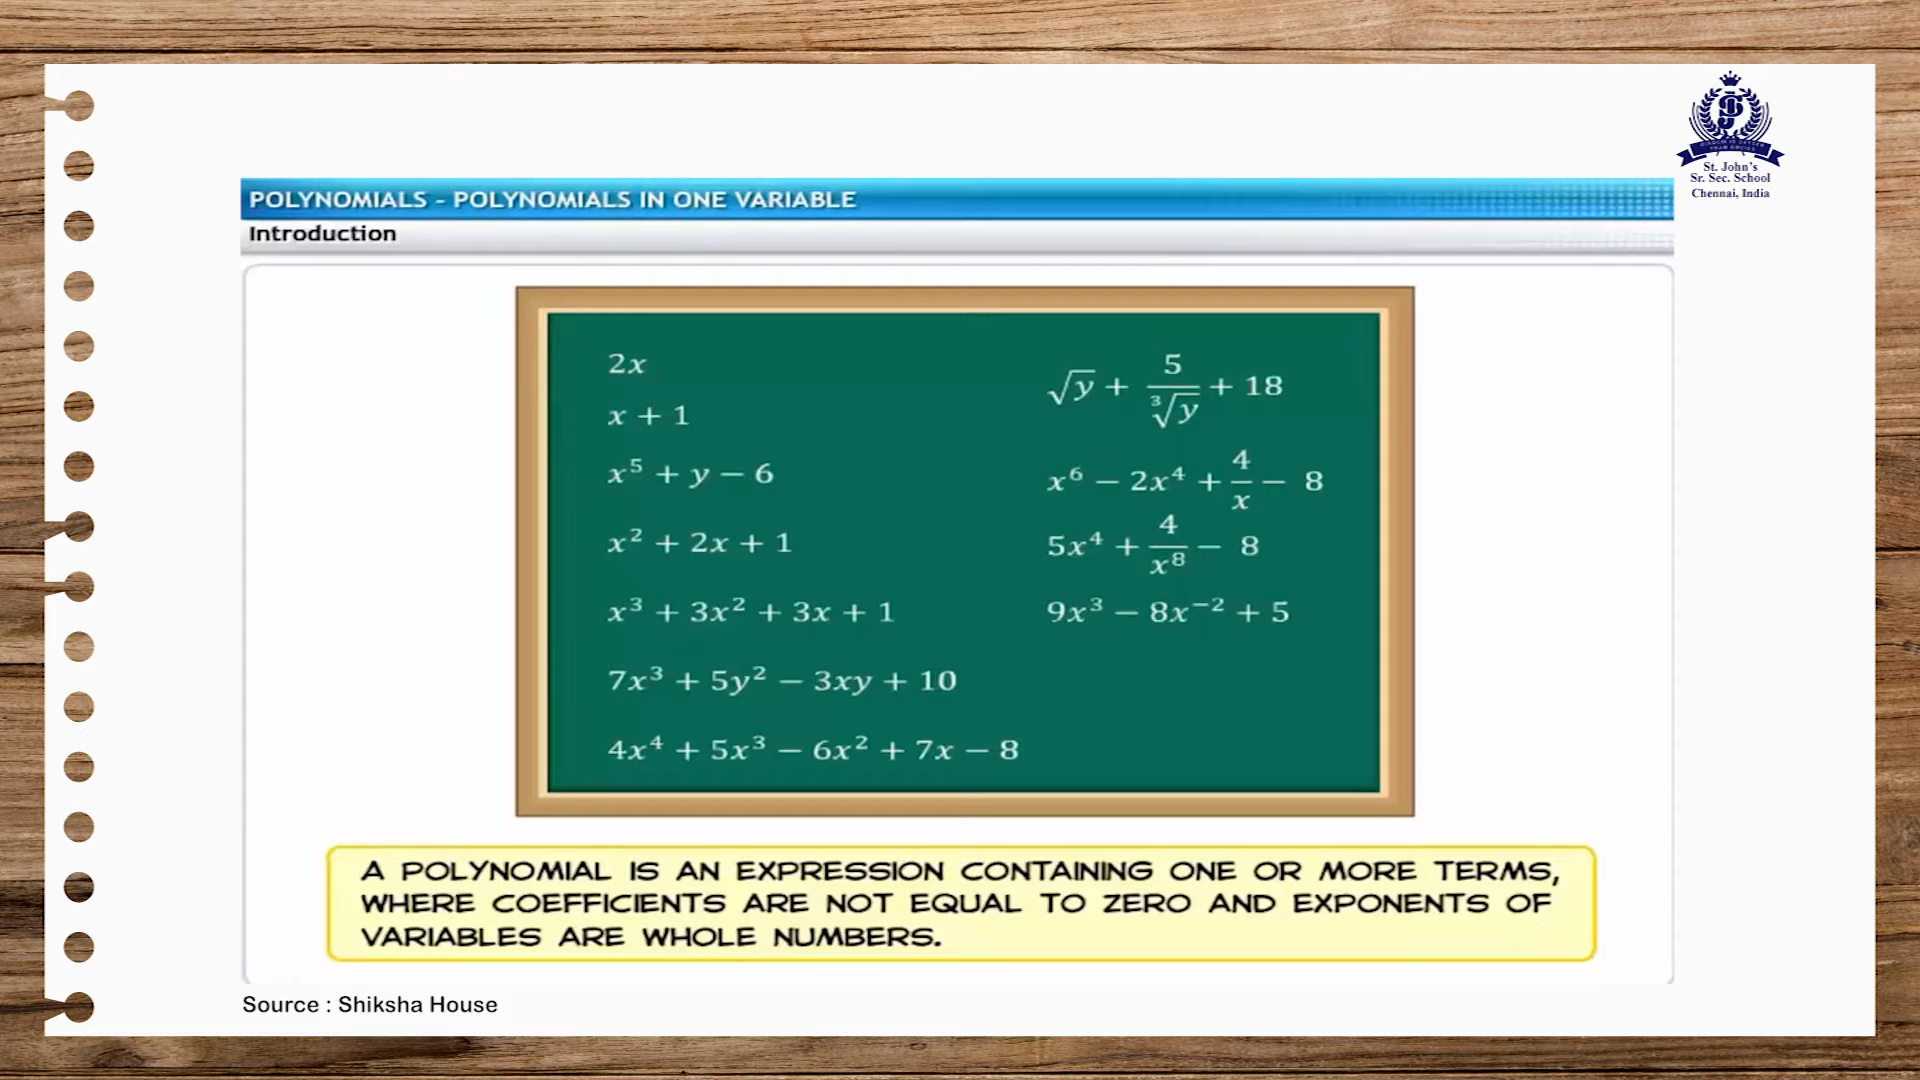 St. John's
Sr. Sec. School
Chennai, India
POLYNOMIALS - POLYNOMIALS IN ONE VARIABLE
Introduction
2x
x + 1
x⁵ + y − 6
x² + 2x + 1
x³ + 3x² + 3x + 1
7x³ + 5y² − 3xy + 10
4x⁴ + 5x³ − 6x² + 7x − 8
√y + 5/∛y + 18
x⁶ − 2x⁴ + 4/x − 8
5x⁴ + 4/x⁸ − 8
9x³ − 8x⁻² + 5
A POLYNOMIAL IS AN EXPRESSION CONTAINING ONE OR MORE TERMS,
WHERE COEFFICIENTS ARE NOT EQUAL TO ZERO AND EXPONENTS OF
VARIABLES ARE WHOLE NUMBERS.
Source : Shiksha House